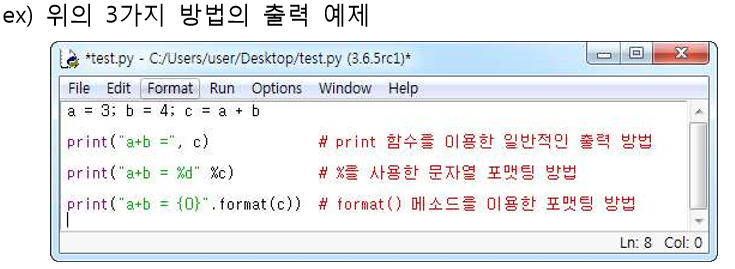 ex) 위의 3가지 방법의 출력 예제
*test.py - C:/Users/user/Desktop/test.py (3.6.5rc1)*
File Edit Format Run Options Window Help
a = 3; b = 4; c = a + b
print("a+b =", c) # print 함수를 이용한 일반적인 출력 방법
print("a+b = %d" %c) # %를 사용한 문자열 포맷팅 방법
print("a+b = {0}".format(c)) # format() 메소드를 이용한 포맷팅 방법
Ln: 8 Col: 0